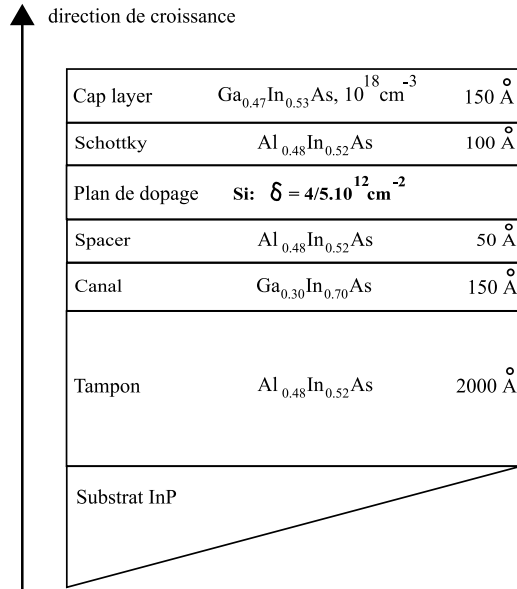 direction de croissance
Cap layer Ga0.47In0.53As, 10^18 cm^-3 150 Å
Schottky Al0.48In0.52As 100 Å
Plan de dopage Si: δ = 4/5.10^12 cm^-2
Spacer Al0.48In0.52As 50 Å
Canal Ga0.30In0.70As 150 Å
Tampon Al0.48In0.52As 2000 Å
Substrat InP